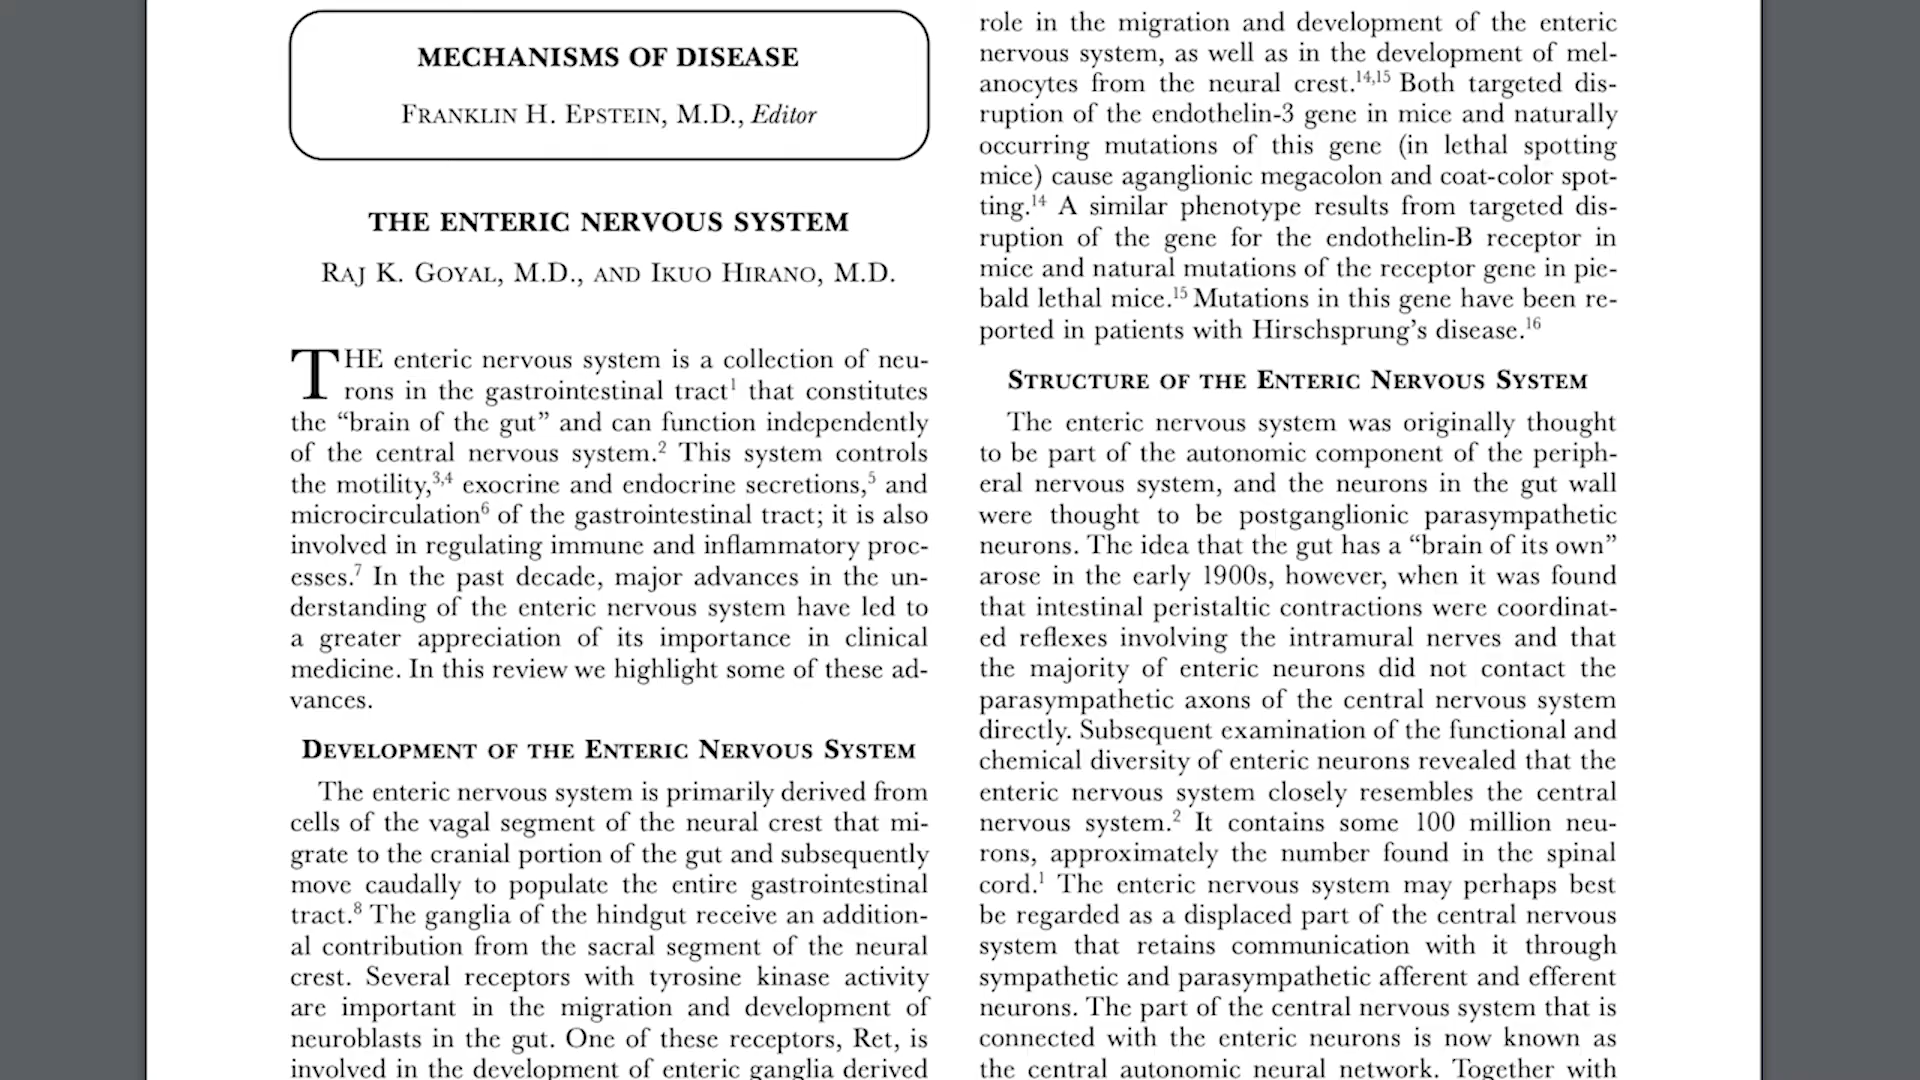 MECHANISMS OF DISEASE
FRANKLIN H. EPSTEIN, M.D., Editor
THE ENTERIC NERVOUS SYSTEM
RAJ K. GOYAL, M.D., AND IKUO HIRANO, M.D.
THE enteric nervous system is a collection of neu-
rons in the gastrointestinal tract1 that constitutes
the “brain of the gut” and can function independently
of the central nervous system.2 This system controls
the motility,3,4 exocrine and endocrine secretions,5 and
microcirculation6 of the gastrointestinal tract; it is also
involved in regulating immune and inflammatory proc-
esses.7 In the past decade, major advances in the un-
derstanding of the enteric nervous system have led to
a greater appreciation of its importance in clinical
medicine. In this review we highlight some of these ad-
vances.
DEVELOPMENT OF THE ENTERIC NERVOUS SYSTEM
The enteric nervous system is primarily derived from
cells of the vagal segment of the neural crest that mi-
grate to the cranial portion of the gut and subsequently
move caudally to populate the entire gastrointestinal
tract.8 The ganglia of the hindgut receive an addition-
al contribution from the sacral segment of the neural
crest. Several receptors with tyrosine kinase activity
are important in the migration and development of
neuroblasts in the gut. One of these receptors, Ret, is
involved in the development of enteric ganglia derived
role in the migration and development of the enteric
nervous system, as well as in the development of mel-
anocytes from the neural crest.14,15 Both targeted dis-
ruption of the endothelin-3 gene in mice and naturally
occurring mutations of this gene (in lethal spotting
mice) cause aganglionic megacolon and coat-color spot-
ting.14 A similar phenotype results from targeted dis-
ruption of the gene for the endothelin-B receptor in
mice and natural mutations of the receptor gene in pie-
bald lethal mice.15 Mutations in this gene have been re-
ported in patients with Hirschsprung’s disease.16
STRUCTURE OF THE ENTERIC NERVOUS SYSTEM
The enteric nervous system was originally thought
to be part of the autonomic component of the periph-
eral nervous system, and the neurons in the gut wall
were thought to be postganglionic parasympathetic
neurons. The idea that the gut has a “brain of its own”
arose in the early 1900s, however, when it was found
that intestinal peristaltic contractions were coordinat-
ed reflexes involving the intramural nerves and that
the majority of enteric neurons did not contact the
parasympathetic axons of the central nervous system
directly. Subsequent examination of the functional and
chemical diversity of enteric neurons revealed that the
enteric nervous system closely resembles the central
nervous system.2 It contains some 100 million neu-
rons, approximately the number found in the spinal
cord.1 The enteric nervous system may perhaps best
be regarded as a displaced part of the central nervous
system that retains communication with it through
sympathetic and parasympathetic afferent and efferent
neurons. The part of the central nervous system that is
connected with the enteric neurons is now known as
the central autonomic neural network. Together with